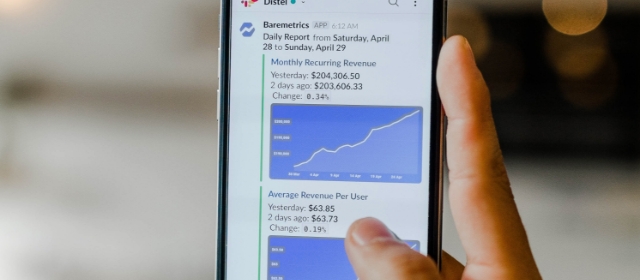 Distel
Baremetrics APP 6:12 AM
Daily Report from Saturday, April
28 to Sunday, April 29
Monthly Recurring Revenue
Yesterday: $204,306.50
2 days ago: $203,606.33
Change: 0.34%
Average Revenue Per User
Yesterday: $63.85
2 days ago: $63.73
Change: 0.19%